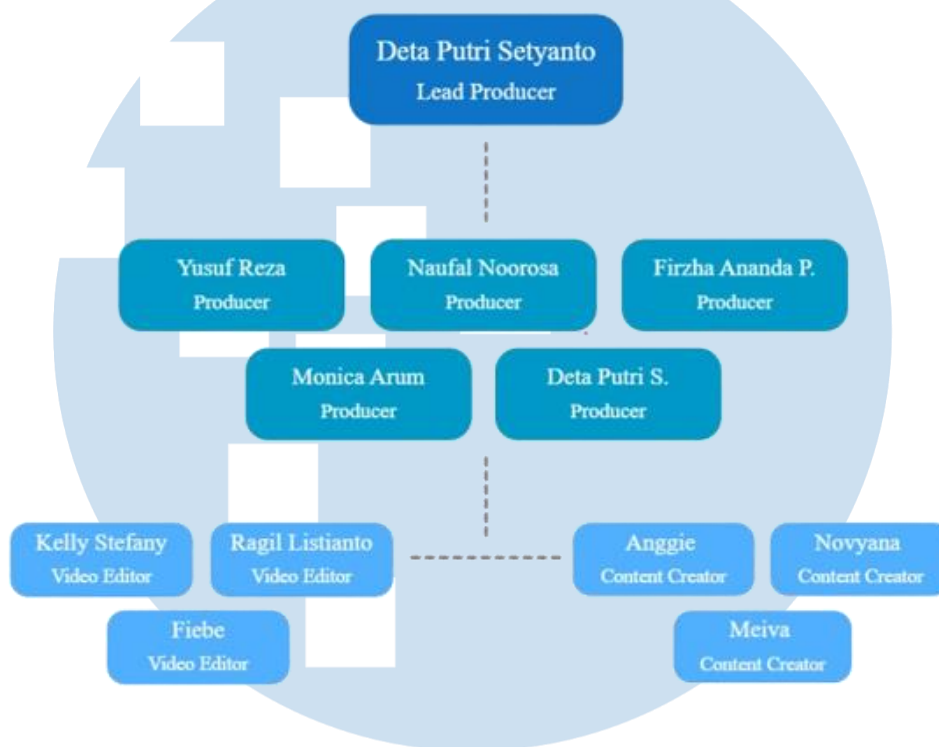 Deta Putri Setyanto
Lead Producer
Yusuf Reza
Producer
Naufal Noorosa
Producer
Firzha Ananda P.
Producer
Monica Arum
Producer
Deta Putri S.
Producer
Kelly Stefany
Video Editor
Ragil Listianto
Video Editor
Anggie
Content Creator
Novyana
Content Creator
Fiebe
Video Editor
Meiva
Content Creator